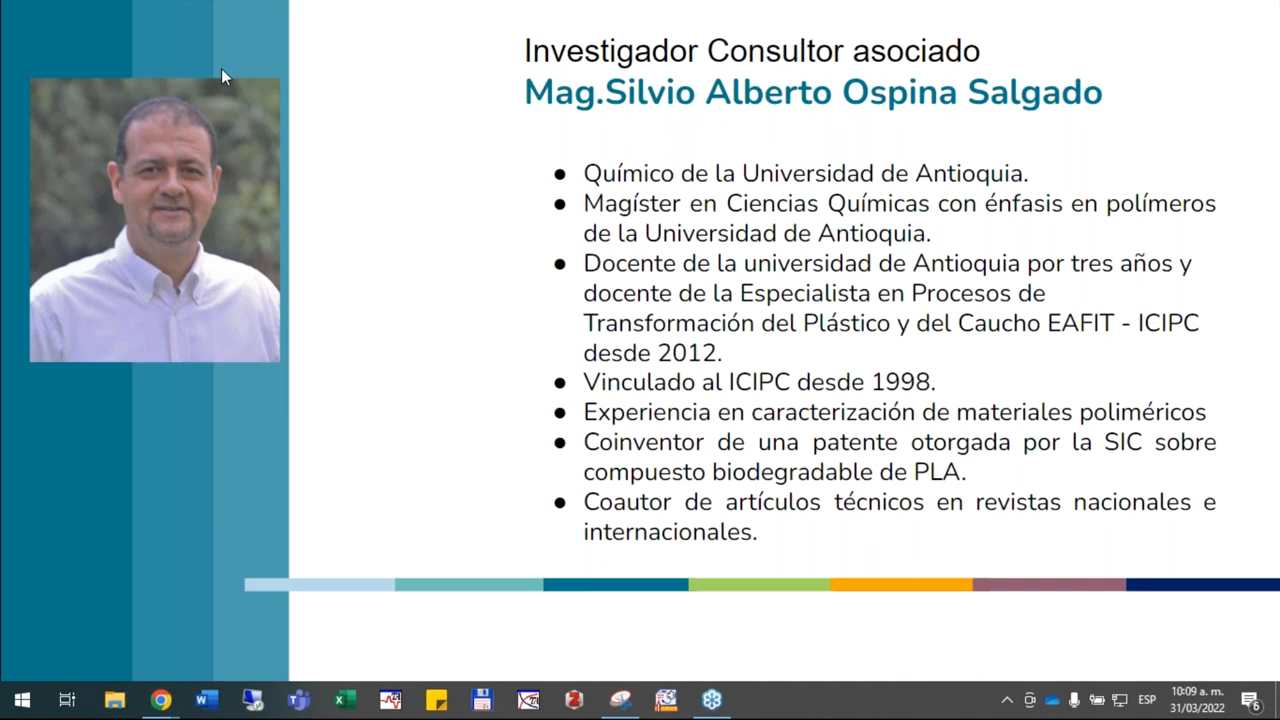 Investigador Consultor asociado
Mag.Silvio Alberto Ospina Salgado
● Químico de la Universidad de Antioquia.
● Magíster en Ciencias Químicas con énfasis en polímeros
de la Universidad de Antioquia.
● Docente de la universidad de Antioquia por tres años y
docente de la Especialista en Procesos de
Transformación del Plástico y del Caucho EAFIT - ICIPC
desde 2012.
● Vinculado al ICIPC desde 1998.
● Experiencia en caracterización de materiales poliméricos
● Coinventor de una patente otorgada por la SIC sobre
compuesto biodegradable de PLA.
● Coautor de artículos técnicos en revistas nacionales e
internacionales.
ESP
10:09 a. m.
31/03/2022
6